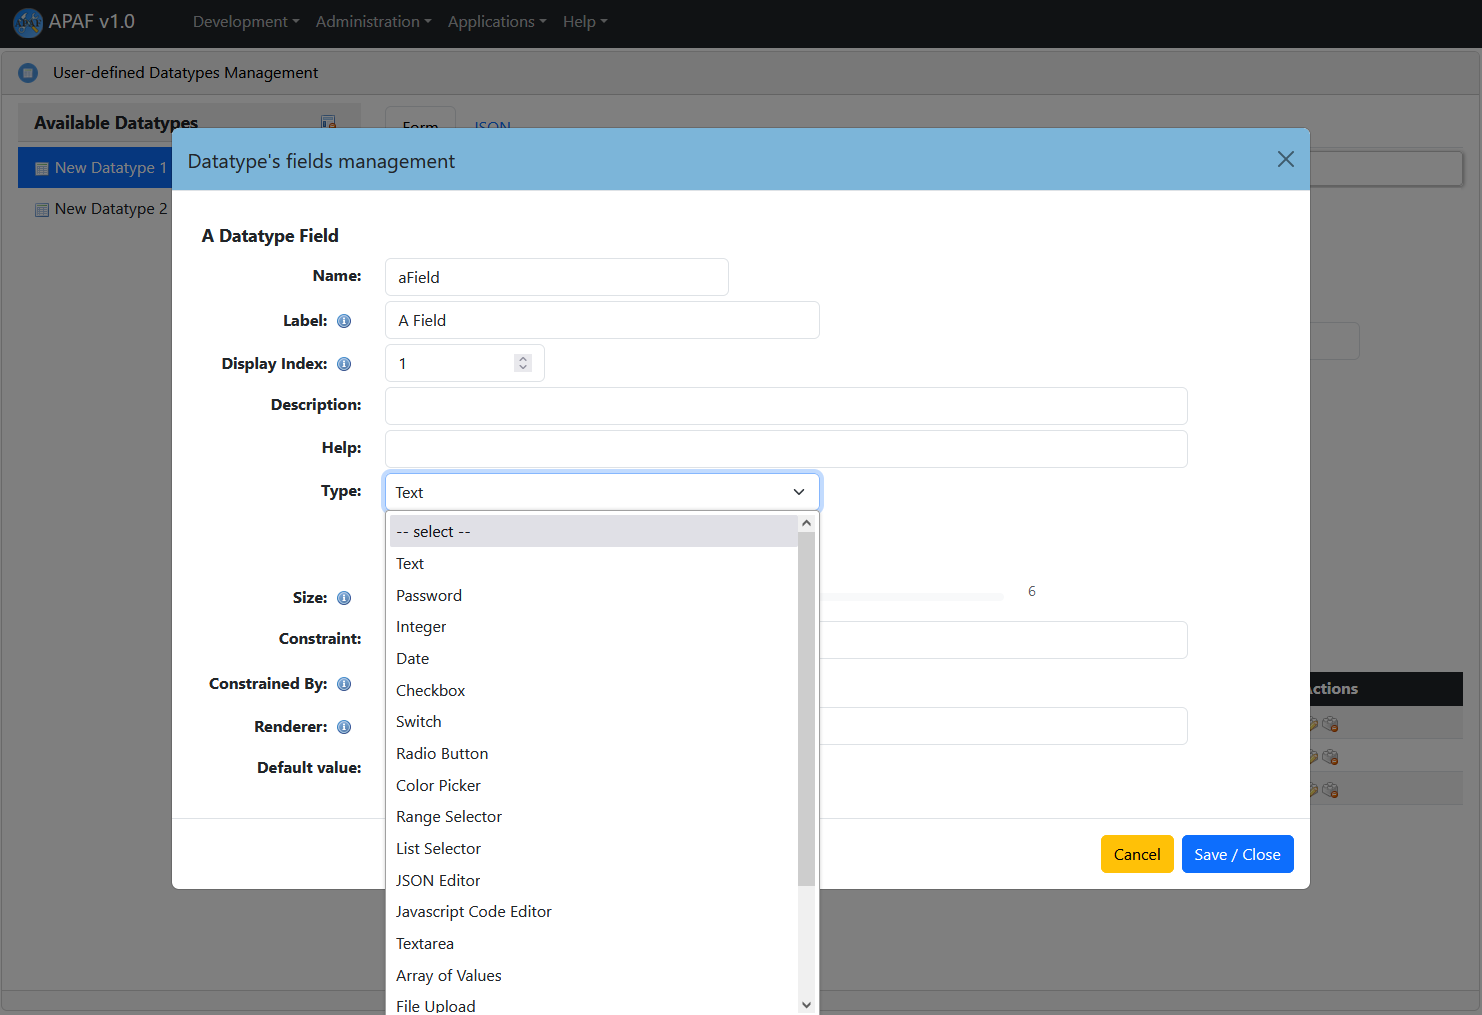 APAF v1.0 Development Administration Applications Help
User-defined Datatypes Management
Available Datatypes
Form JSON
New Datatype 1
New Datatype 2
Datatype's fields management
A Datatype Field
Name: aField
Label: A Field
Display Index: 1
Description:
Help:
Type: Text
-- select --
Text
Password
Integer
Date
Checkbox
Switch
Radio Button
Color Picker
Range Selector
List Selector
JSON Editor
Javascript Code Editor
Textarea
Array of Values
File Upload
Size: 6
Constraint:
Constrained By:
Renderer:
Default value:
Actions
Cancel Save / Close